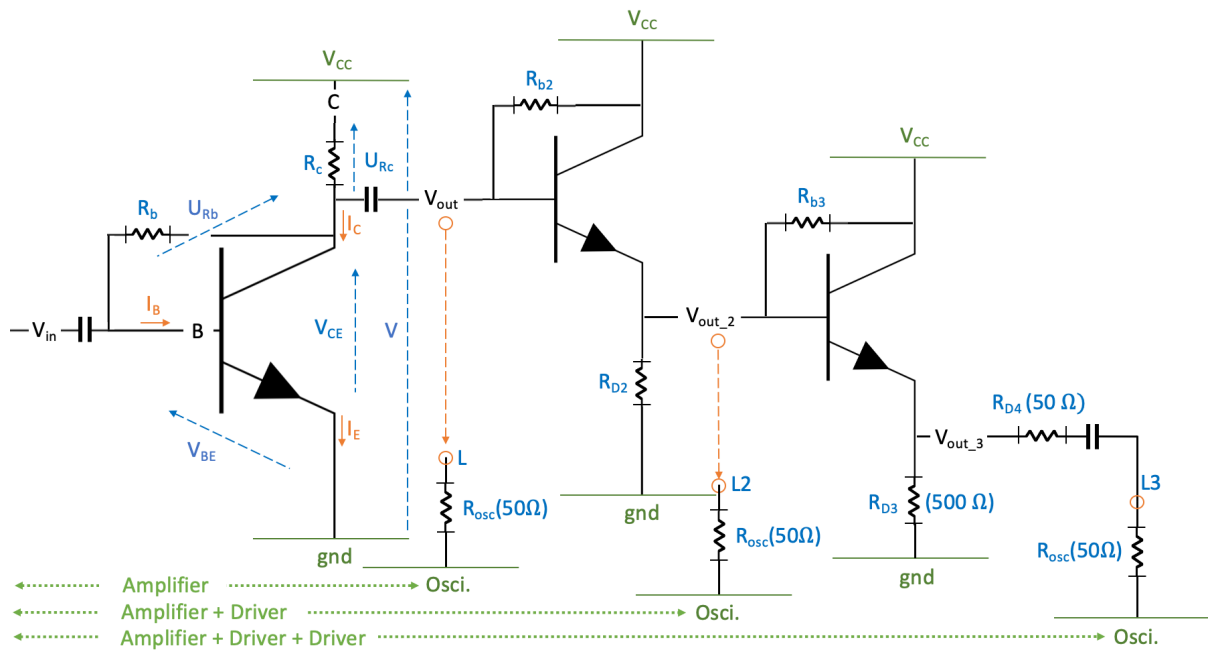 V_CC
V_CC
C
R_b2
R_c
U_Rc
V_CC
R_b
U_Rb
V_out
R_b3
I_C
I_B
V_in
B
V_CE
V
V_out_2
R_D2
R_D4 (50 Ω)
I_E
V_BE
V_out_3
L
L2
L3
R_osc(50Ω)
R_D3 (500 Ω)
gnd
R_osc(50Ω)
R_osc(50Ω)
gnd
gnd
Amplifier
Osci.
Amplifier + Driver
Osci.
Amplifier + Driver + Driver
Osci.